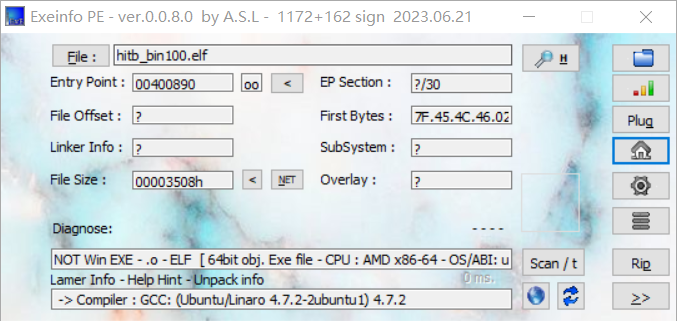 Exeinfo PE - ver.0.0.8.0 by A.S.L - 1172+162 sign 2023.06.21
File : hitb_bin100.elf H
Entry Point : 00400890 oo < EP Section : ?/30
File Offset : ? First Bytes : 7F.45.4C.46.02 Plug
Linker Info : ? SubSystem : ?
File Size : 00003508h < NET Overlay : ?
Diagnose: - - - -
NOT Win EXE - .o - ELF [ 64bit obj. Exe file - CPU : AMD x86-64 - OS/ABI: u Scan / t Rip
Lamer Info - Help Hint - Unpack info 0 ms.
-> Compiler : GCC: (Ubuntu/Linaro 4.7.2-2ubuntu1) 4.7.2 >>